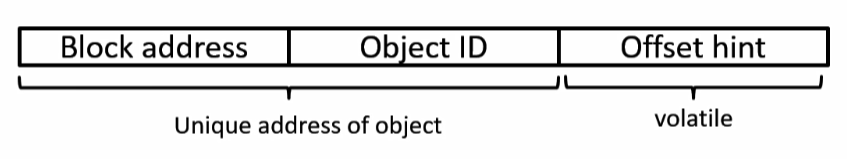 Block address Object ID Offset hint
Unique address of object volatile